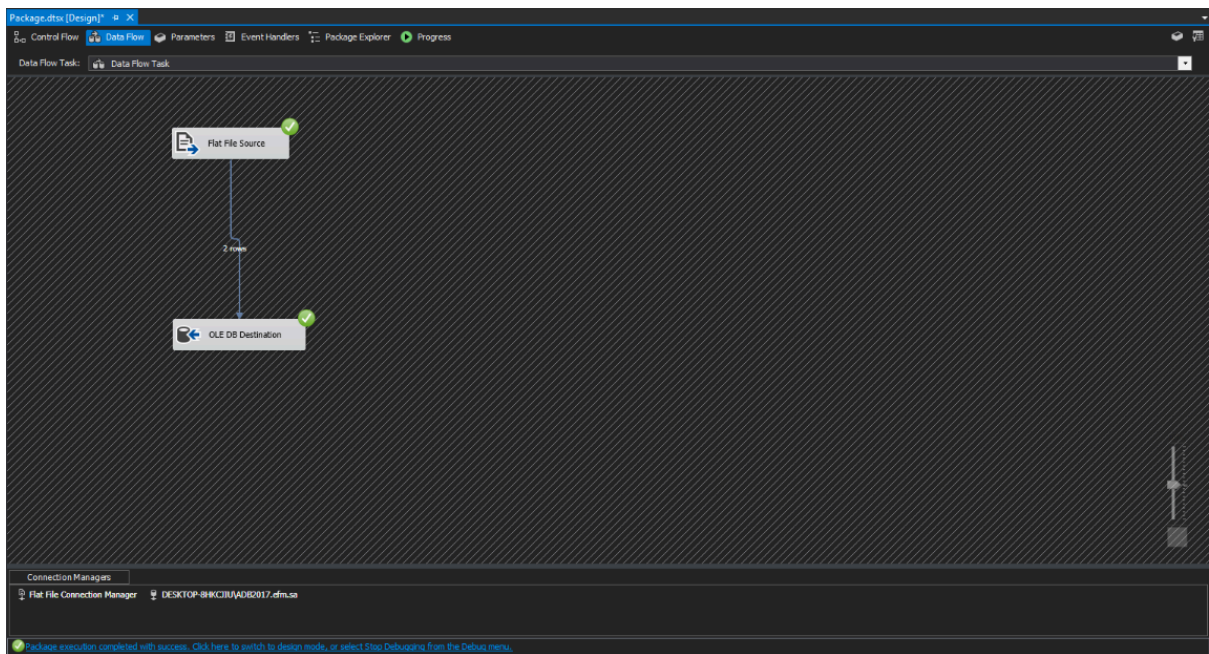 Package.dtsx [Design]*
Control Flow Data Flow Parameters Event Handlers Package Explorer Progress
Data Flow Task: Data Flow Task
Flat File Source
2 rows
OLE DB Destination
Connection Managers
Flat File Connection Manager DESKTOP-8HKCJIU\ADB2017.efm.sa
Package execution completed with success. Click here to switch to design mode, or select Stop Debugging from the Debug menu.